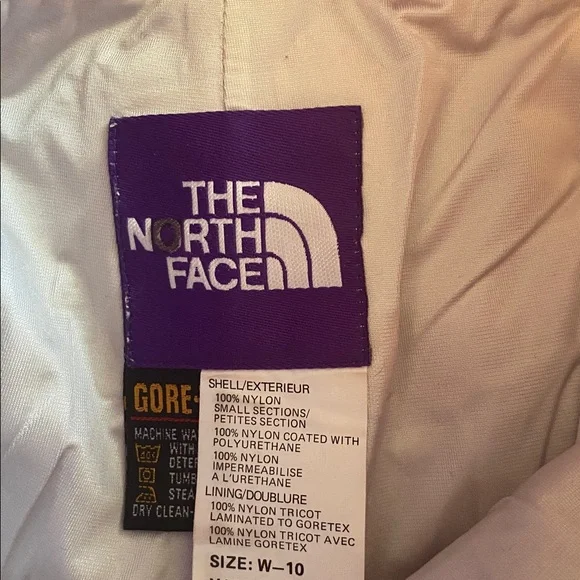 THE
NORTH
FACE
GORE-
MACHINE WA
WITH
DETER
TUMB
STEA
DRY CLEAN-
SHELL/EXTERIEUR
100% NYLON
SMALL SECTIONS/
PETITES SECTION
100% NYLON COATED WITH
POLYURETHANE
100% NYLON
IMPERMEABILISE
A L'URETHANE
LINING/DOUBLURE
100% NYLON TRICOT
LAMINATED TO GORETEX
100% NYLON TRICOT AVEC
LAMINE GORETEX
SIZE: W—10